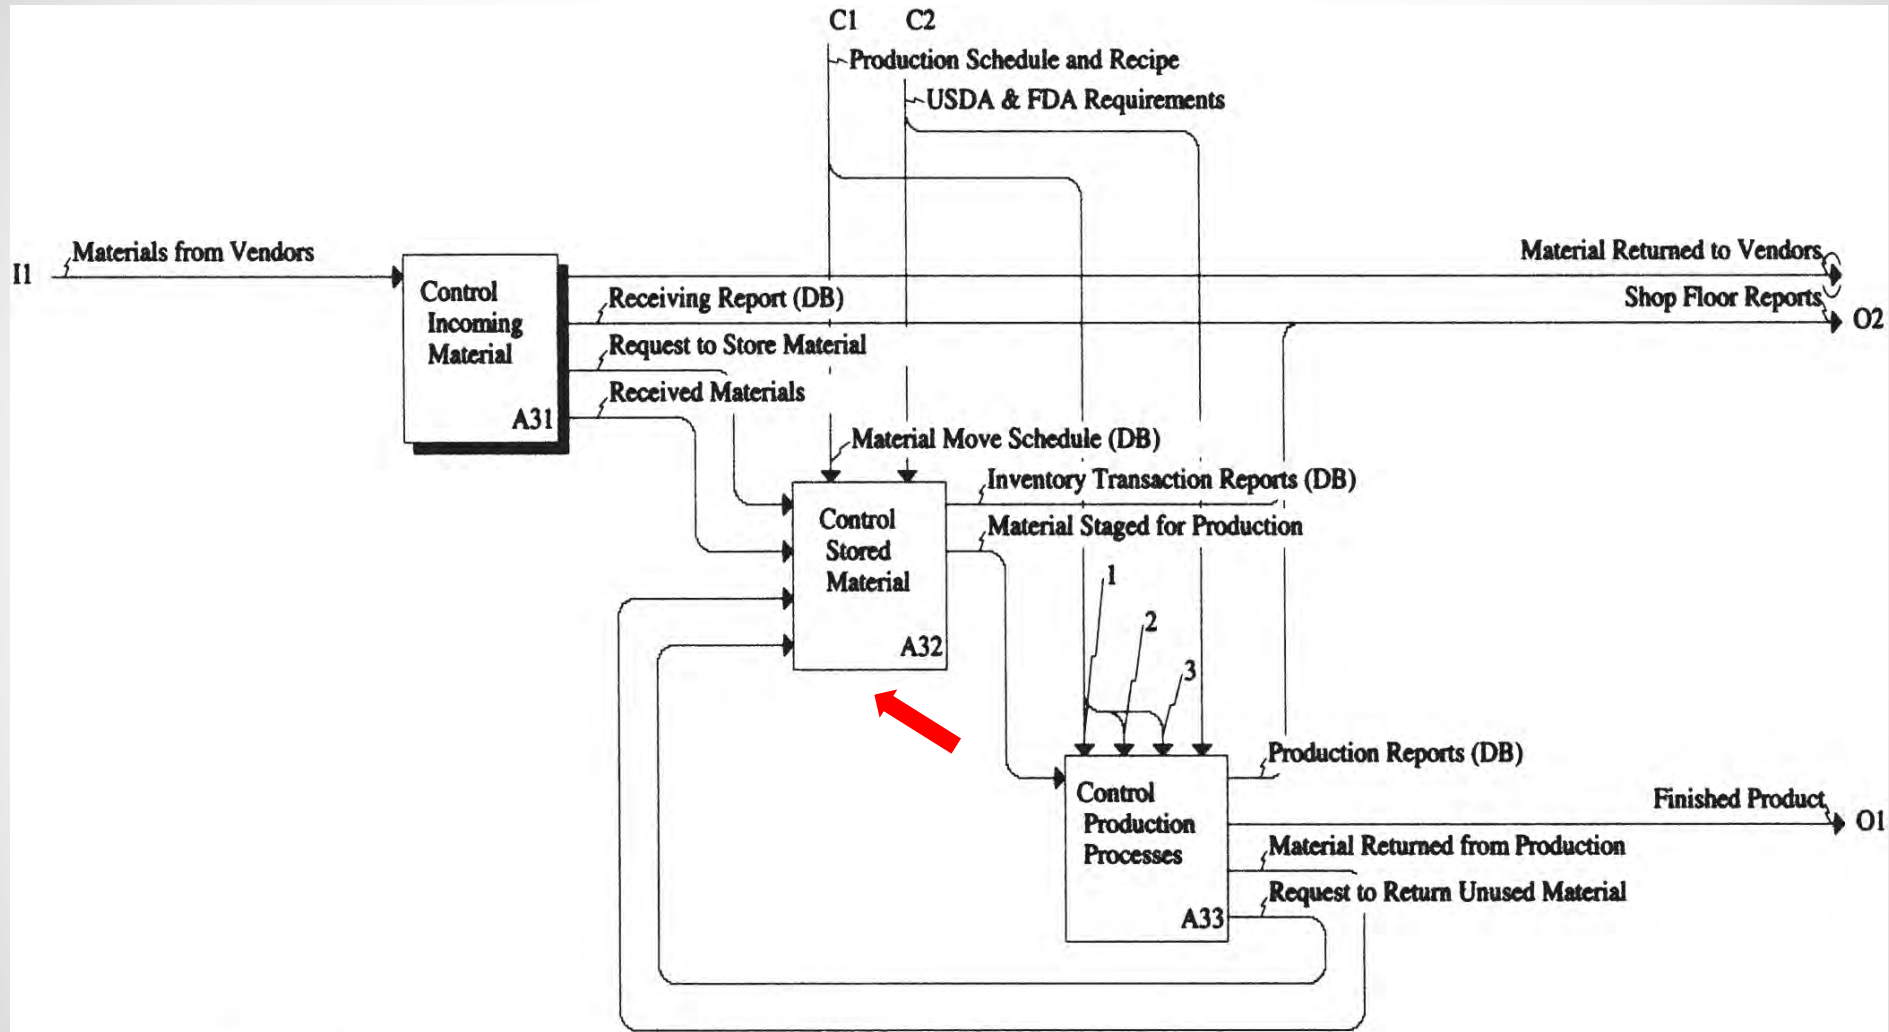 C1 C2
Production Schedule and Recipe
USDA & FDA Requirements
Materials from Vendors
I1
Material Returned to Vendors
Control
Incoming
Material
A31
Receiving Report (DB)
Shop Floor Reports
O2
Request to Store Material
Received Materials
Material Move Schedule (DB)
Inventory Transaction Reports (DB)
Control
Stored
Material
A32
Material Staged for Production
1
2
3
Production Reports (DB)
Control
Production
Processes
A33
Finished Product
O1
Material Returned from Production
Request to Return Unused Material